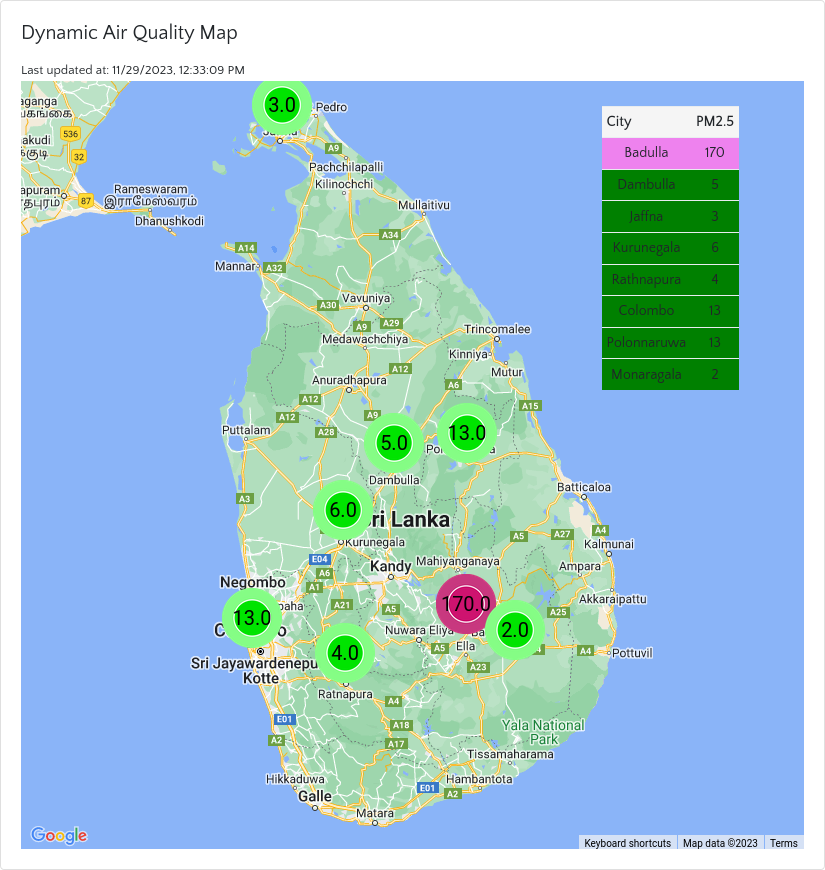 Dynamic Air Quality Map
Last updated at: 11/29/2023, 12:33:09 PM
3.0
Pedro
City PM2.5
Badulla 170
Dambulla 5
Jaffna 3
Kurunegala 6
Rathnapura 4
Colombo 13
Polonnaruwa 13
Monaragala 2
536
32
A9
Pachchilapalli
Kilinochchi
Rameswaram
இராமேஸ்வரம்
87
Dhanushkodi
Mullaitivu
A34
A14
Mannar
A32
Vavuniya
A30
A9
A29
Medawachchiya
Trincomalee
Kinniya
Mutur
A12
Anuradhapura
A6
A12
A15
A12
A9
A28
Puttalam
5.0
13.0
Dambulla
Batticaloa
A3
6.0
ri Lanka
A5
A27
A4
Kurunegala
Kalmunai
E04
Kandy
Mahiyanganaya
Ampara
A6
Negombo
A1
A21
A5
170.0
Akkaraipattu
A25
13.0
paha
Nuwara Eliya
2.0
4.0
A5
Ella
A4
Pottuvil
Sri Jayawardenepu
Kotte
A23
Ratnapura
A4
E01
A18
Yala National
Park
A2
A17
Tissamaharama
Hikkaduwa
E01
Hambantota
Galle
A2
Matara
Google
Keyboard shortcuts
Map data ©2023
Terms